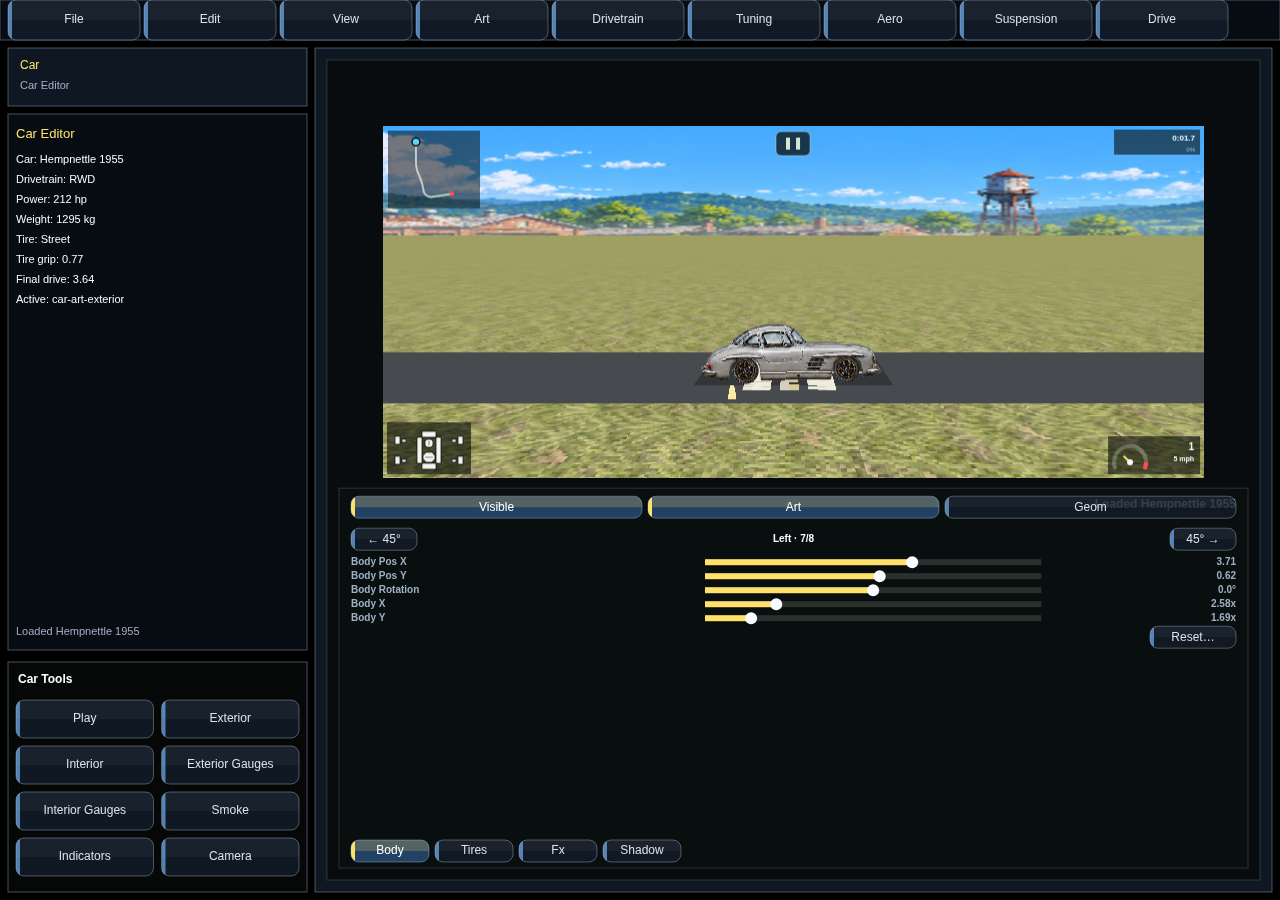 File
Edit
View
Art
Drivetrain
Tuning
Aero
Suspension
Drive
Car
Car Editor
Car Editor
Car: Hempnettle 1955
Drivetrain: RWD
Power: 212 hp
Weight: 1295 kg
Tire: Street
Tire grip: 0.77
Final drive: 3.64
Active: car-art-exterior
Loaded Hempnettle 1955
Car Tools
Play
Exterior
Interior
Exterior Gauges
Interior Gauges
Smoke
Indicators
Camera
0:01.7
0%
1
5 mph
Visible
Art
Geom
Loaded Hempnettle 1955
← 45°
Left · 7/8
45° →
Body Pos X 3.71
Body Pos Y 0.62
Body Rotation 0.0°
Body X 2.58x
Body Y 1.69x
Reset…
Body
Tires
Fx
Shadow